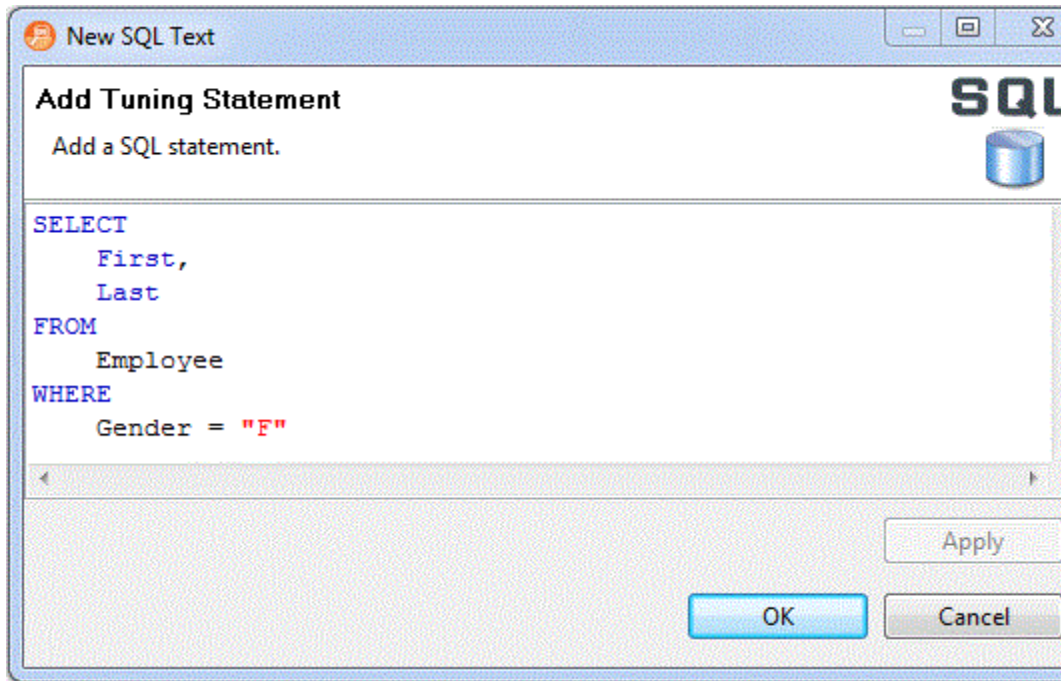 New SQL Text
Add Tuning Statement
SQL
Add a SQL statement.
SELECT
    First,
    Last
FROM
    Employee
WHERE
    Gender = "F"
Apply
OK
Cancel